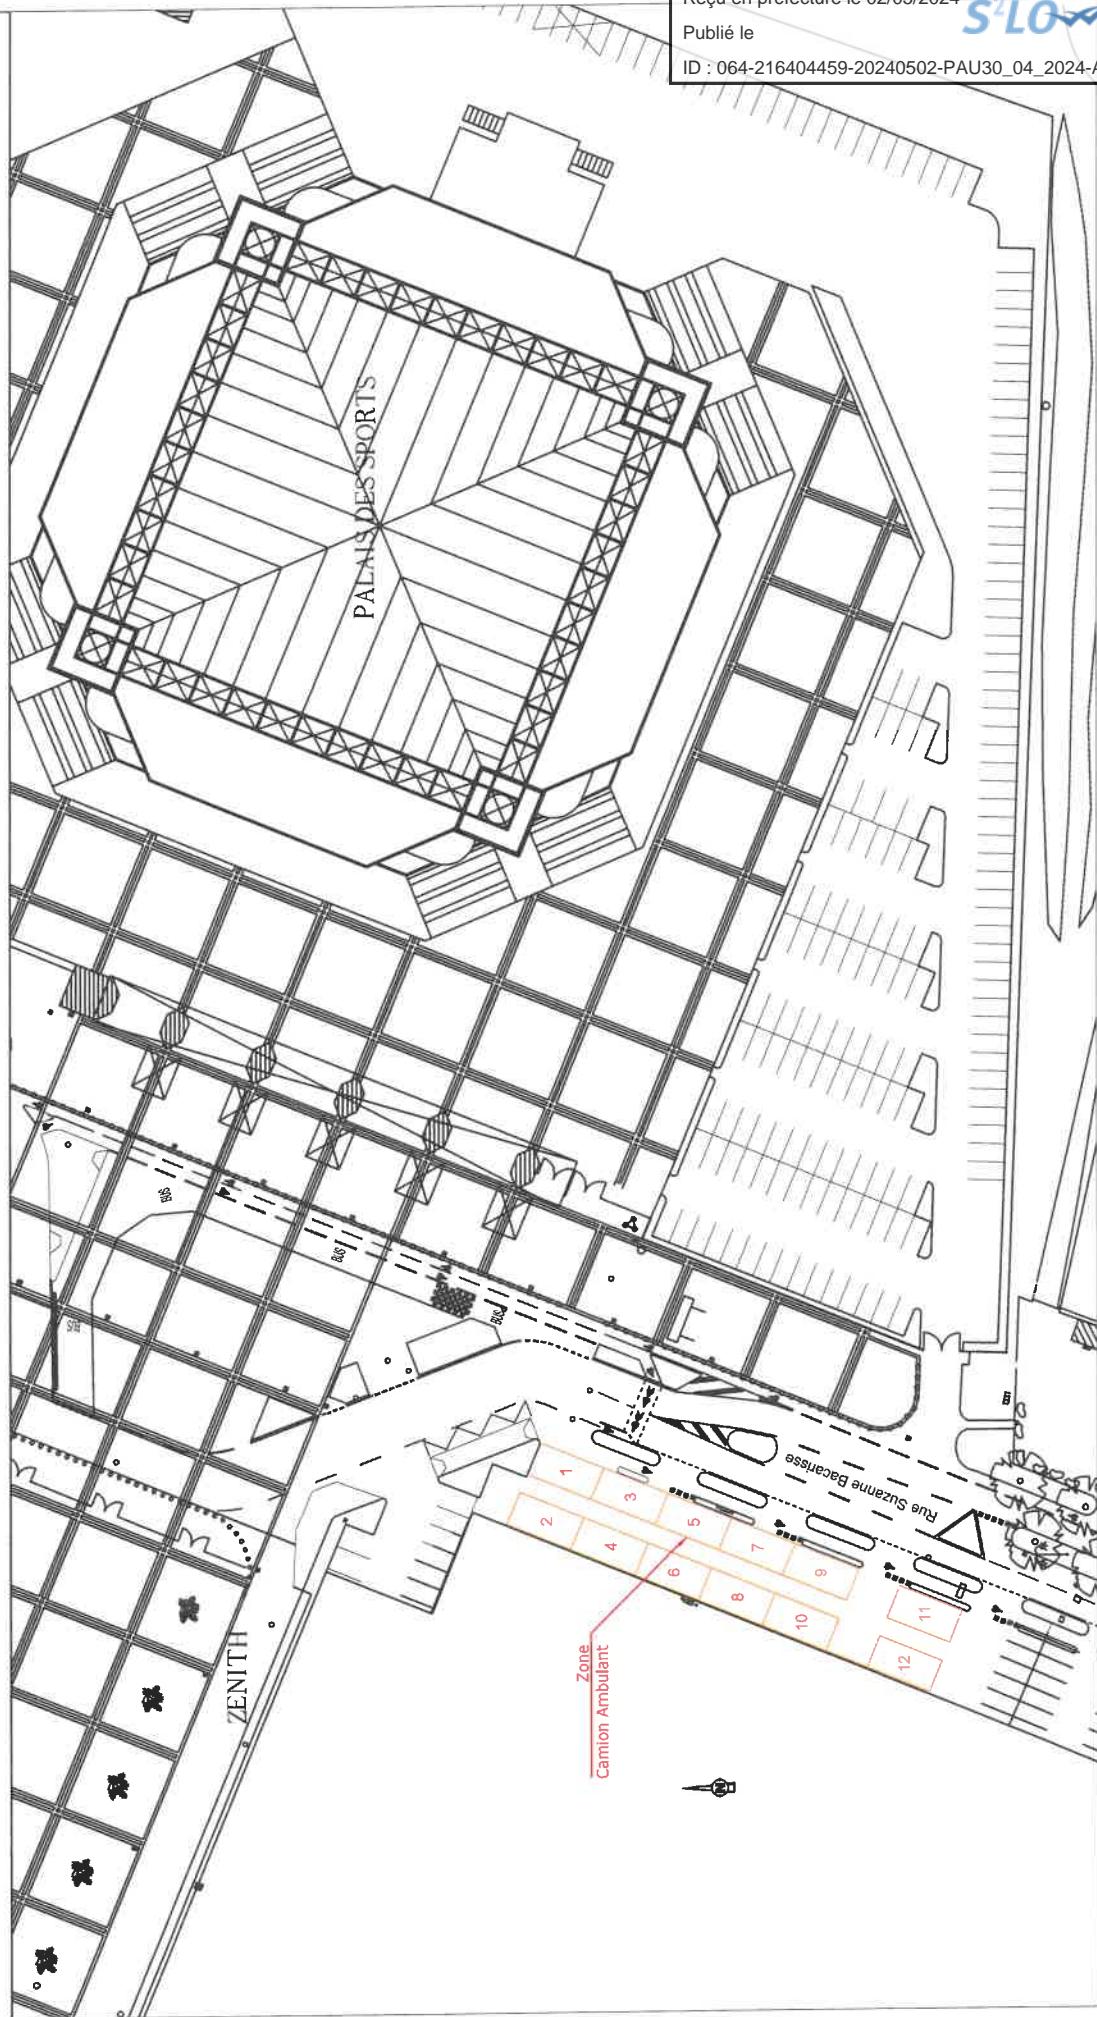 Reçu en préfecture le 02/05/2024
S²LO
Publié le
ID : 064-216404459-20240502-PAU30_04_2024-A
PALAIS DES SPORTS
BUS
BUS
BUS
Rue Suzanne Bacarisse
1
2
3
4
5
6
7
8
9
10
11
12
Zone
Camion Ambulant
ZENITH
N